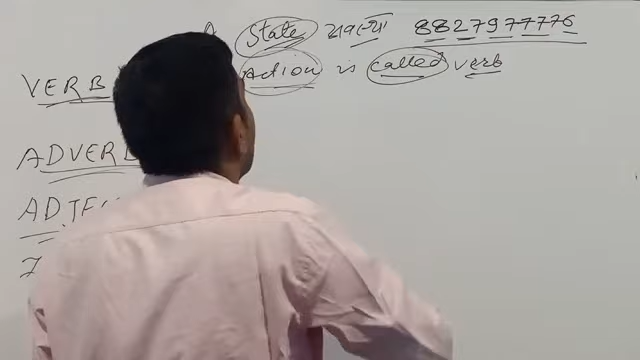 A State अवस्था 8827977776
VERB Action is called verb
ADVERB
ADJEC